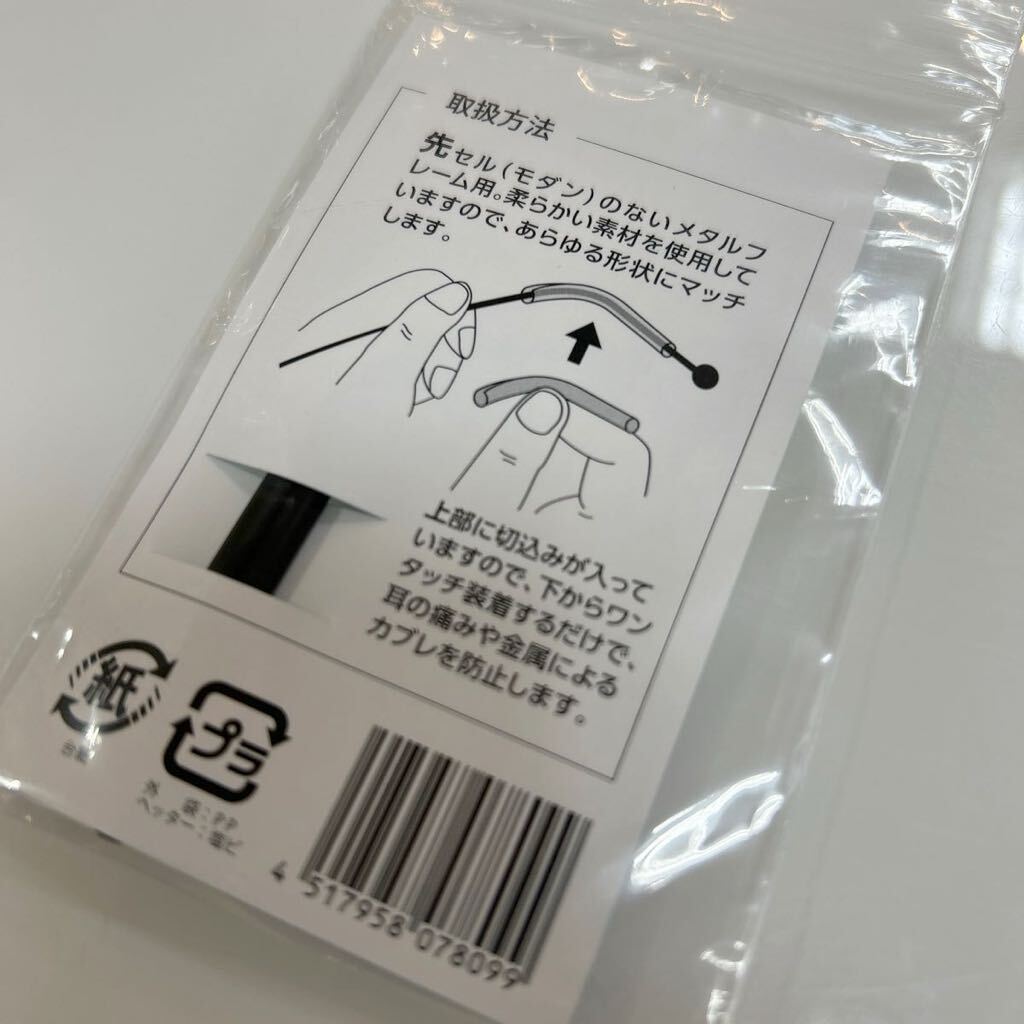 取扱方法
先セル(モダン)のないメタルフ
レーム用。柔らかい素材を使用して
いますので、あらゆる形状にマッチ
します。
上部に切込みが入って
いますので、下からワン
タッチ装着するだけで、
耳の痛みや金属による
カブレを防止します。
紙
台紙
プラ
外 袋:PP
ヘッダー:塩ビ
4 517958 078099